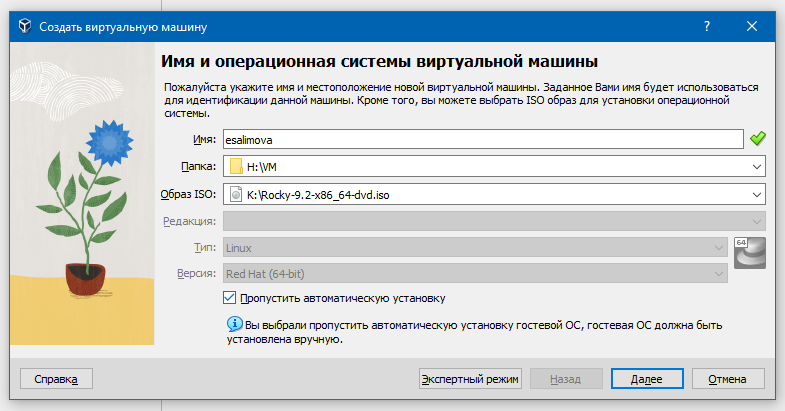 Создать виртуальную машину
Имя и операционная системы виртуальной машины
Пожалуйста укажите имя и местоположение новой виртуальной машины. Заданное Вами имя будет использоваться
для идентификации данной машины. Кроме того, вы можете выбрать ISO образ для установки операционной
системы.
Имя: esalimova
Папка: H:\VM
Образ ISO: K:\Rocky-9.2-x86_64-dvd.iso
Редакция:
Тип: Linux
64
Версия: Red Hat (64-bit)
Пропустить автоматическую установку
Вы выбрали пропустить автоматическую установку гостевой ОС, гостевая ОС должна быть
установлена вручную.
Справка Экспертный режим Назад Далее Отмена